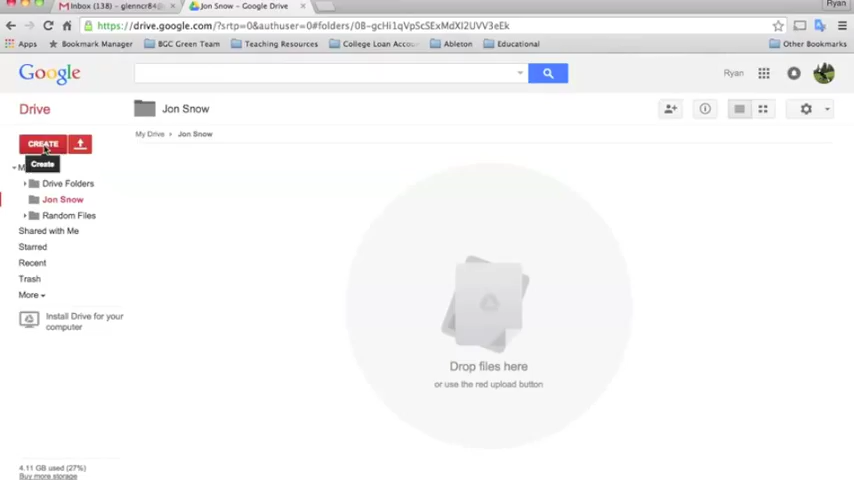 Inbox (138) - glenncr84@
Jon Snow - Google Drive
Ryan
https://drive.google.com/?srtp=0&authuser=0#folders/0B-gcHi1qVpScSExMdXI2UVV3eEk
Apps
Bookmark Manager
BGC Green Team
Teaching Resources
College Loan Accou
Ableton
Educational
Other Bookmarks
Google
Ryan
Drive
Jon Snow
CREATE
My Drive
Jon Snow
Create
Drive Folders
Jon Snow
Random Files
Shared with Me
Starred
Recent
Trash
More
Install Drive for your
computer
Drop files here
or use the red upload button
4.11 GB used (27%)
Buy more storage